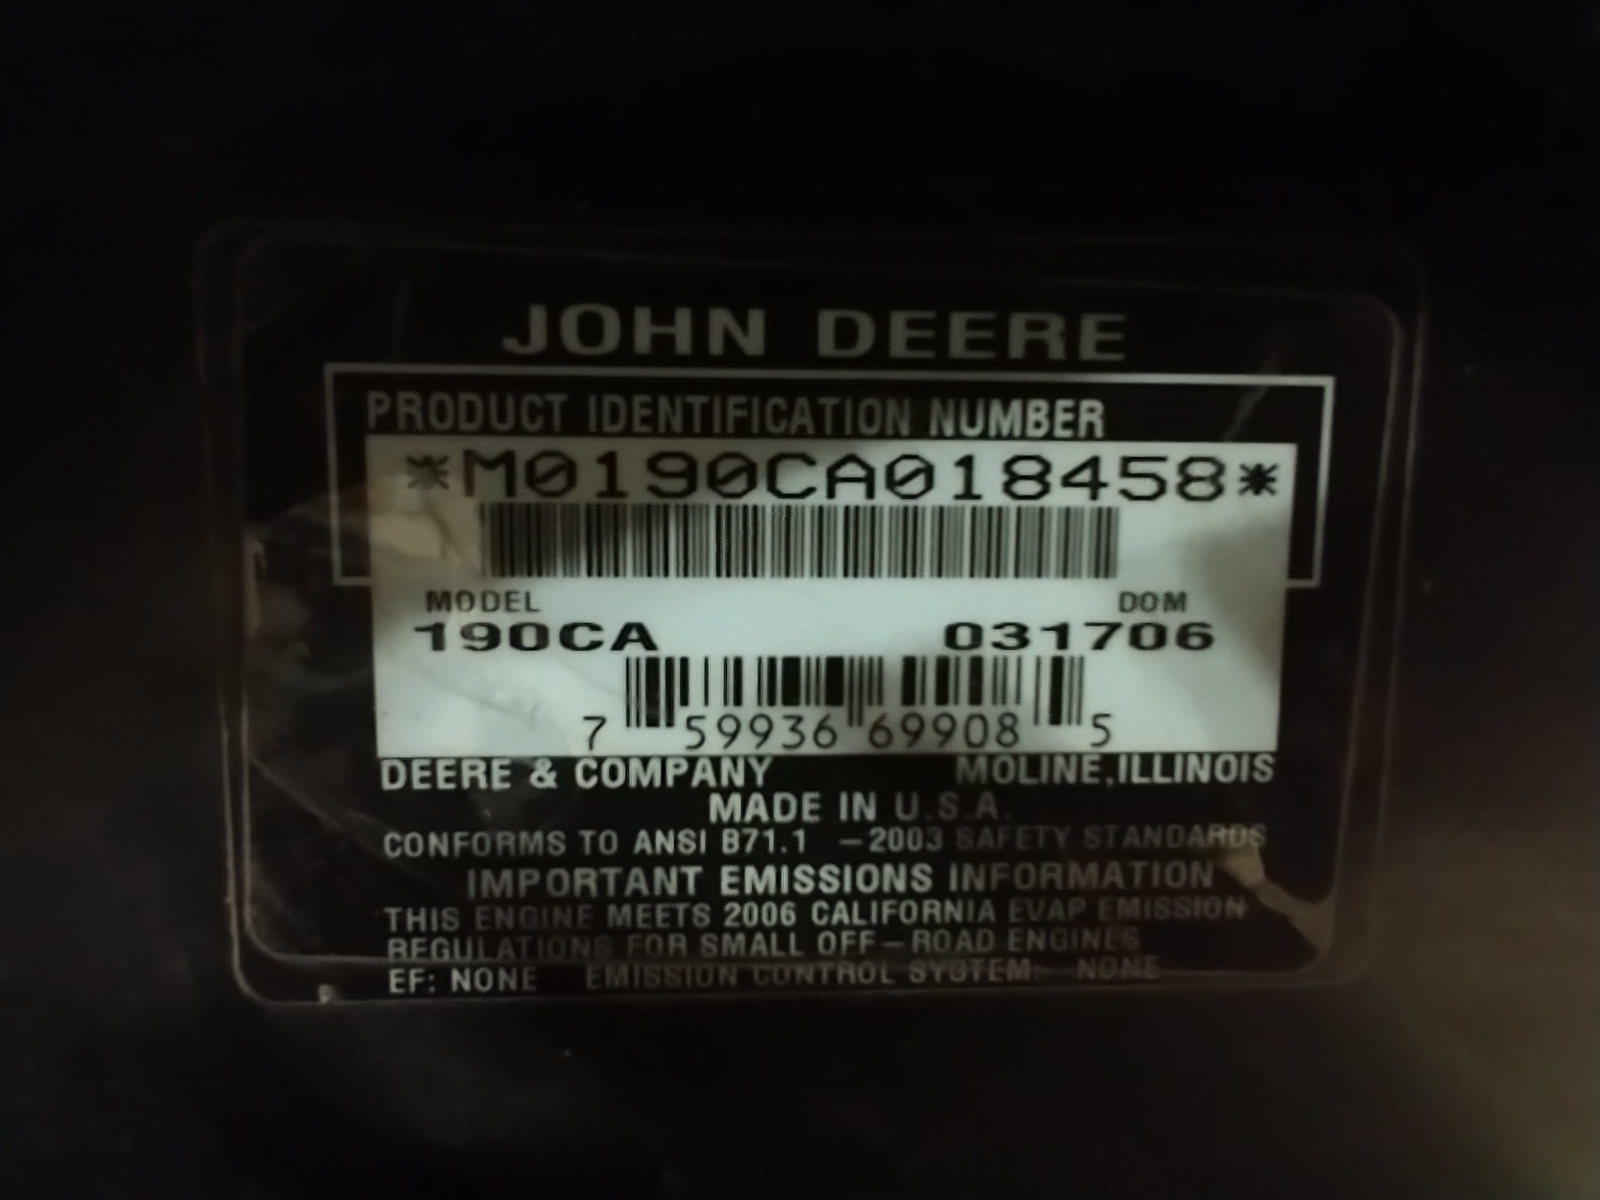 JOHN DEERE
PRODUCT IDENTIFICATION NUMBER
*M0190CA018458*
MODEL DOM
190CA 031706
7 59936 69908 5
DEERE & COMPANY MOLINE, ILLINOIS
MADE IN U.S.A.
CONFORMS TO ANSI B71.1 -2003 SAFETY STANDARDS
IMPORTANT EMISSIONS INFORMATION
THIS ENGINE MEETS 2006 CALIFORNIA EVAP EMISSION
REGULATIONS FOR SMALL OFF-ROAD ENGINES
EF: NONE EMISSION CONTROL SYSTEM: NONE